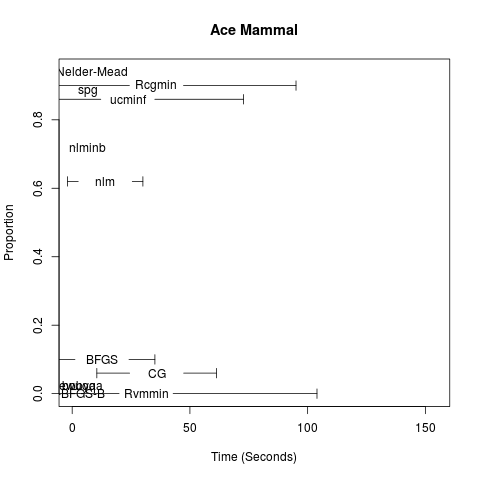 Ace Mammal
Nelder-Mead
Rcgmin
spg
ucminf
0.8
nlminb
0.6
nlm
Proportion
0.4
0.2
BFGS
CG
BFGS-B
Rvmmin
0.0
0
50
100
150
Time (Seconds)